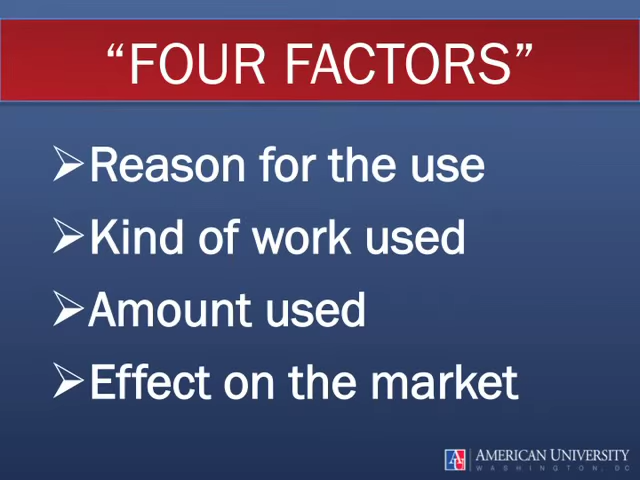 “FOUR FACTORS”
Reason for the use
Kind of work used
Amount used
Effect on the market
AMERICAN UNIVERSITY
WASHINGTON, DC